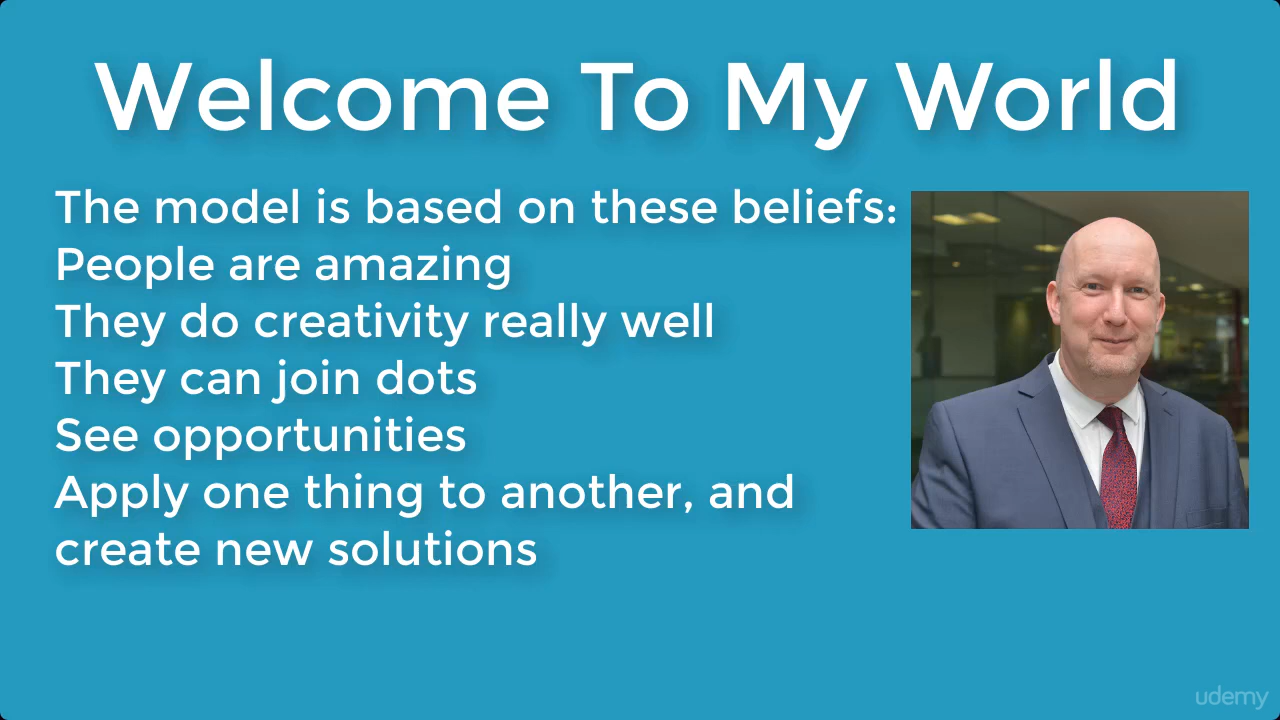 Welcome To My World
The model is based on these beliefs:
People are amazing
They do creativity really well
They can join dots
See opportunities
Apply one thing to another, and
create new solutions
udemy